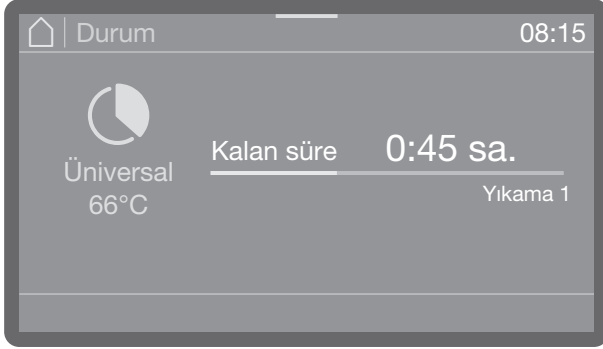 Durum 08:15
Kalan süre 0:45 sa.
Üniversal
66°C
Yıkama 1